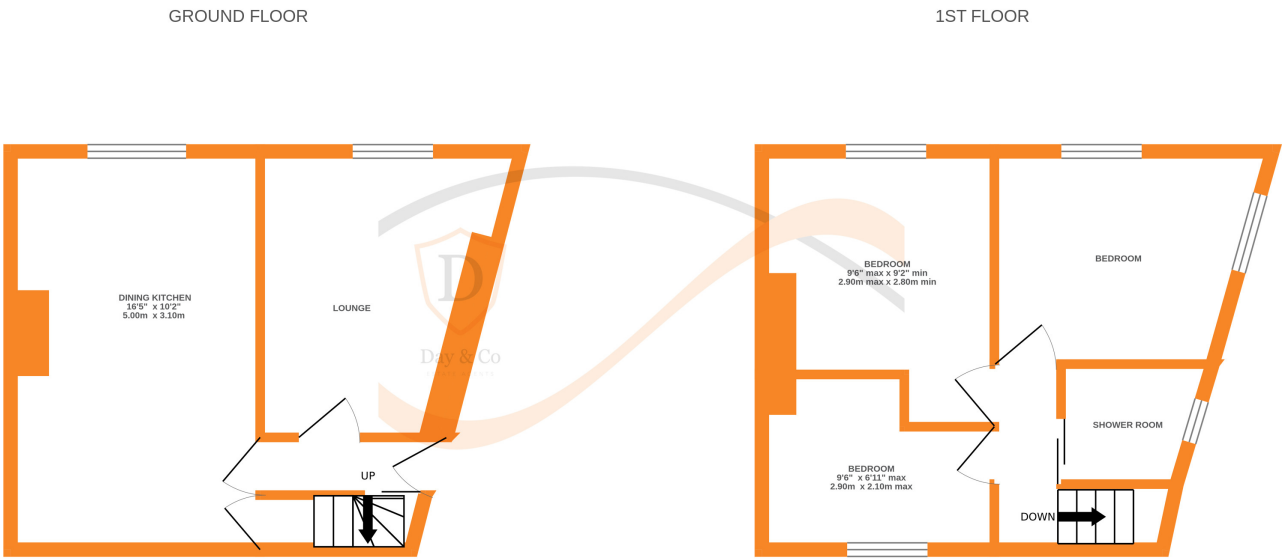 GROUND FLOOR
DINING KITCHEN
16'5" x 10'2"
5.00m x 3.10m
LOUNGE
UP
D
Day & Co
1ST FLOOR
BEDROOM
9'6" max x 9'2" min
2.90m max x 2.80m min
BEDROOM
SHOWER ROOM
BEDROOM
9'6" x 6'11" max
2.90m x 2.10m max
DOWN